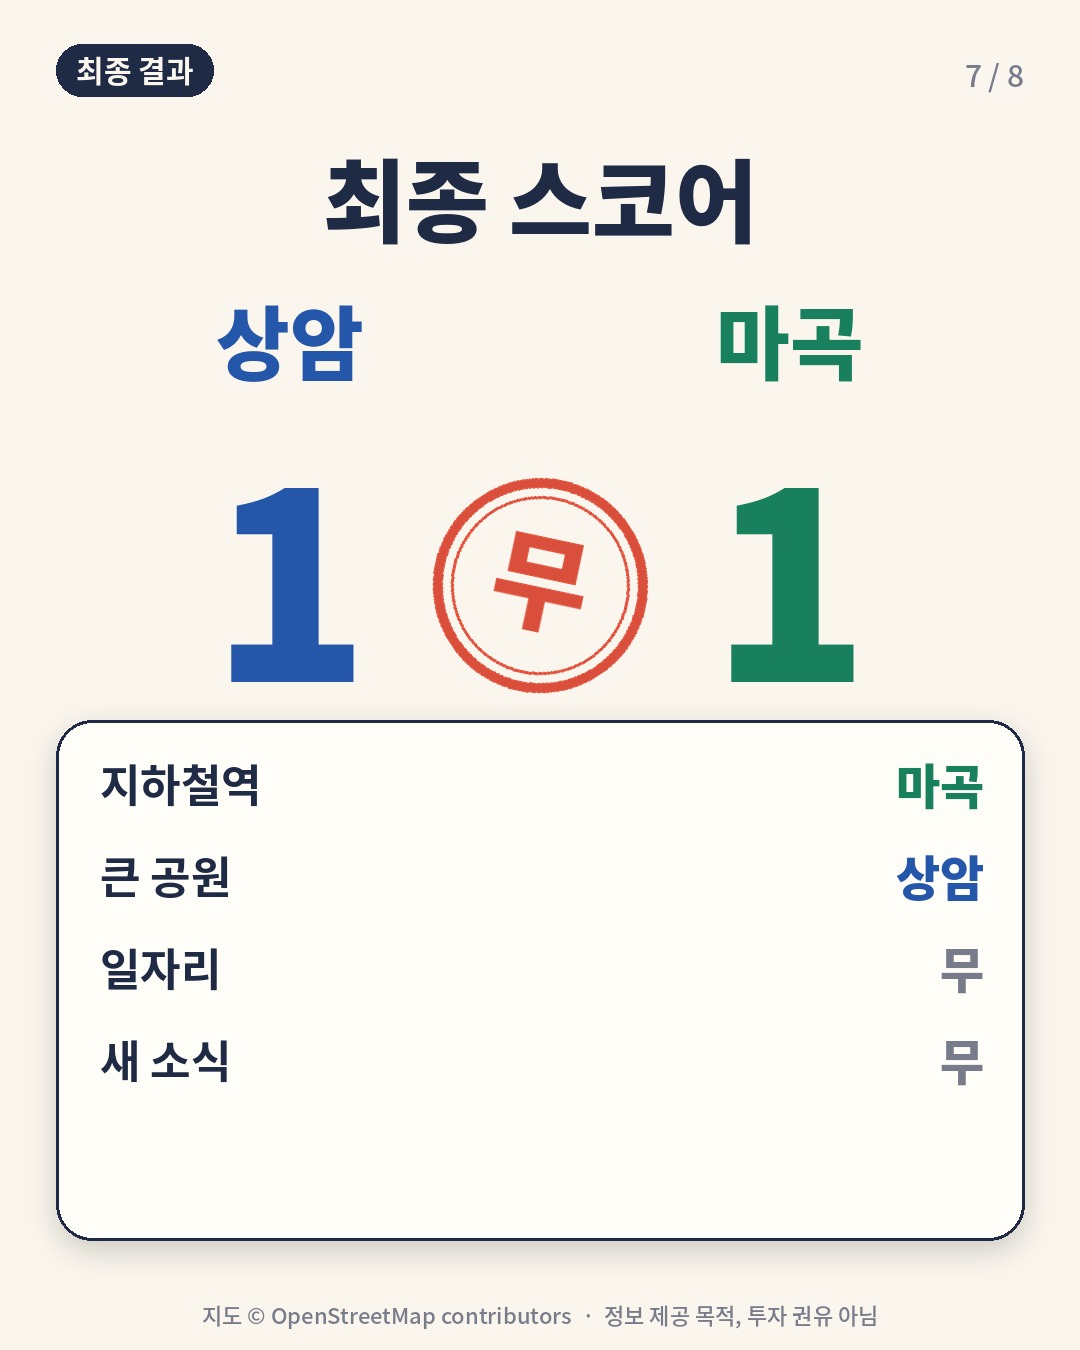 최종 결과
7 / 8
최종 스코어
상암 마곡
1 무 1
지하철역 마곡
큰 공원 상암
일자리 무
새 소식 무
지도 © OpenStreetMap contributors · 정보 제공 목적, 투자 권유 아님